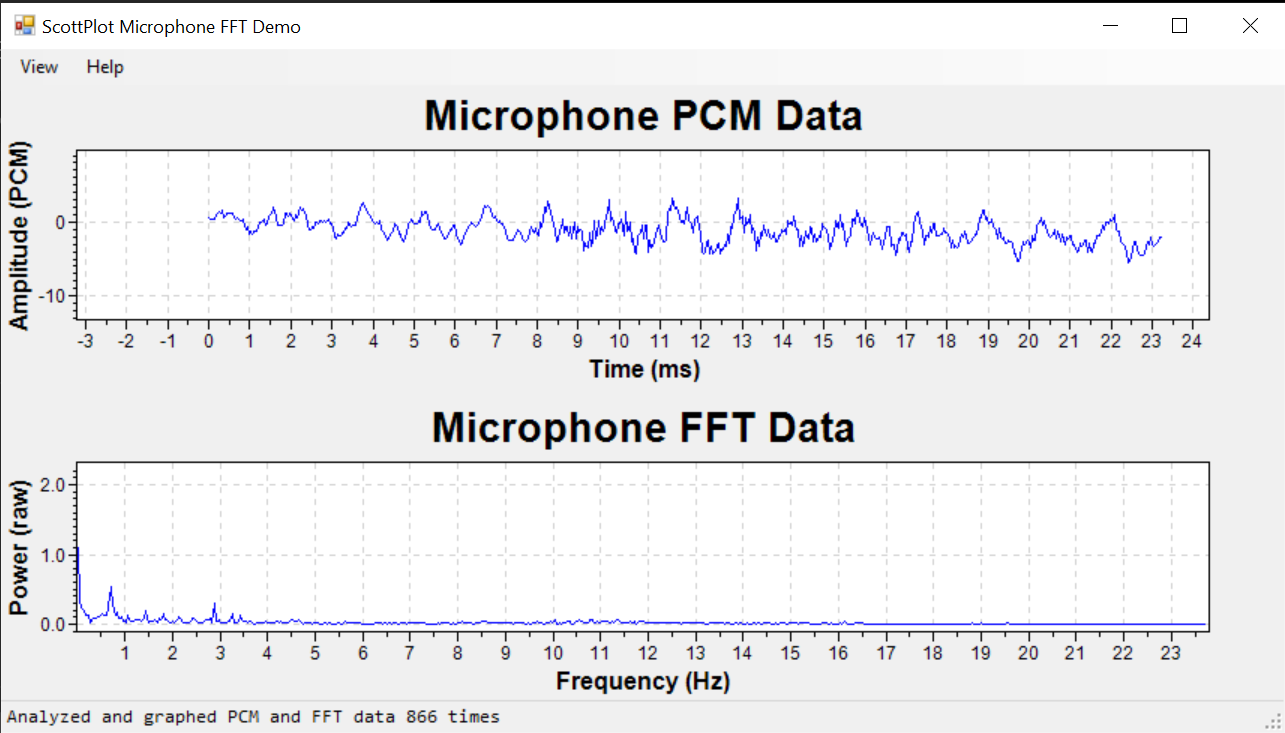 ScottPlot Microphone FFT Demo
View Help
Microphone PCM Data
Amplitude (PCM)
0
-10
-3 -2 -1 0 1 2 3 4 5 6 7 8 9 10 11 12 13 14 15 16 17 18 19 20 21 22 23 24
Time (ms)
Microphone FFT Data
Power (raw)
2.0
1.0
0.0
1 2 3 4 5 6 7 8 9 10 11 12 13 14 15 16 17 18 19 20 21 22 23
Frequency (Hz)
Analyzed and graphed PCM and FFT data 866 times